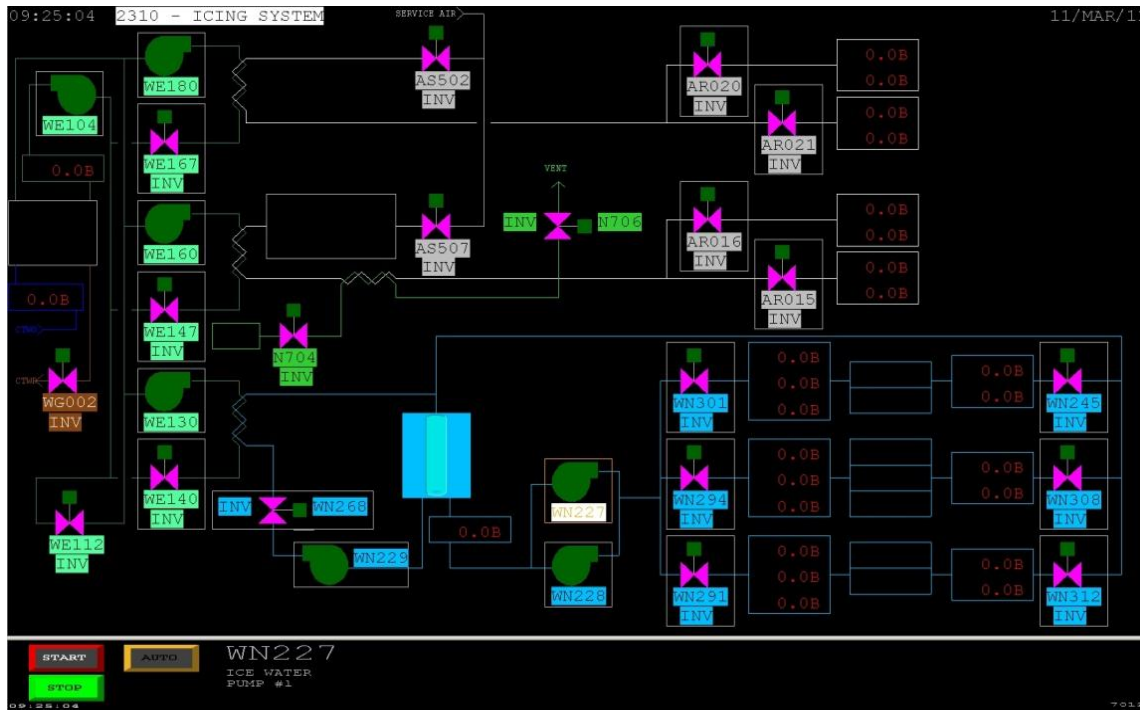 09:25:04 2310 - ICING SYSTEM SERVICE AIR 11/MAR/11
WE180
AS502
INV
AR020
INV
0.0B
0.0B
WE104
WE167
INV
AR021
INV
0.0B
0.0B
0.0B
VENT
WE160
AS507
INV
INV N706
AR016
INV
0.0B
0.0B
0.0B
CTWR
WE147
INV
N704
INV
AR015
INV
0.0B
0.0B
CTWR
WG002
INV
WE130
WN301
INV
0.0B
0.0B
0.0B
0.0B
0.0B
WN245
INV
WE140
INV
INV WN268
WN227
WN294
INV
0.0B
0.0B
0.0B
0.0B
0.0B
WN308
INV
WE112
INV
WN229
0.0B
WN228
WN291
INV
0.0B
0.0B
0.0B
0.0B
0.0B
WN312
INV
START
AUTO
STOP
WN227
ICE WATER
PUMP #1
09:25:04